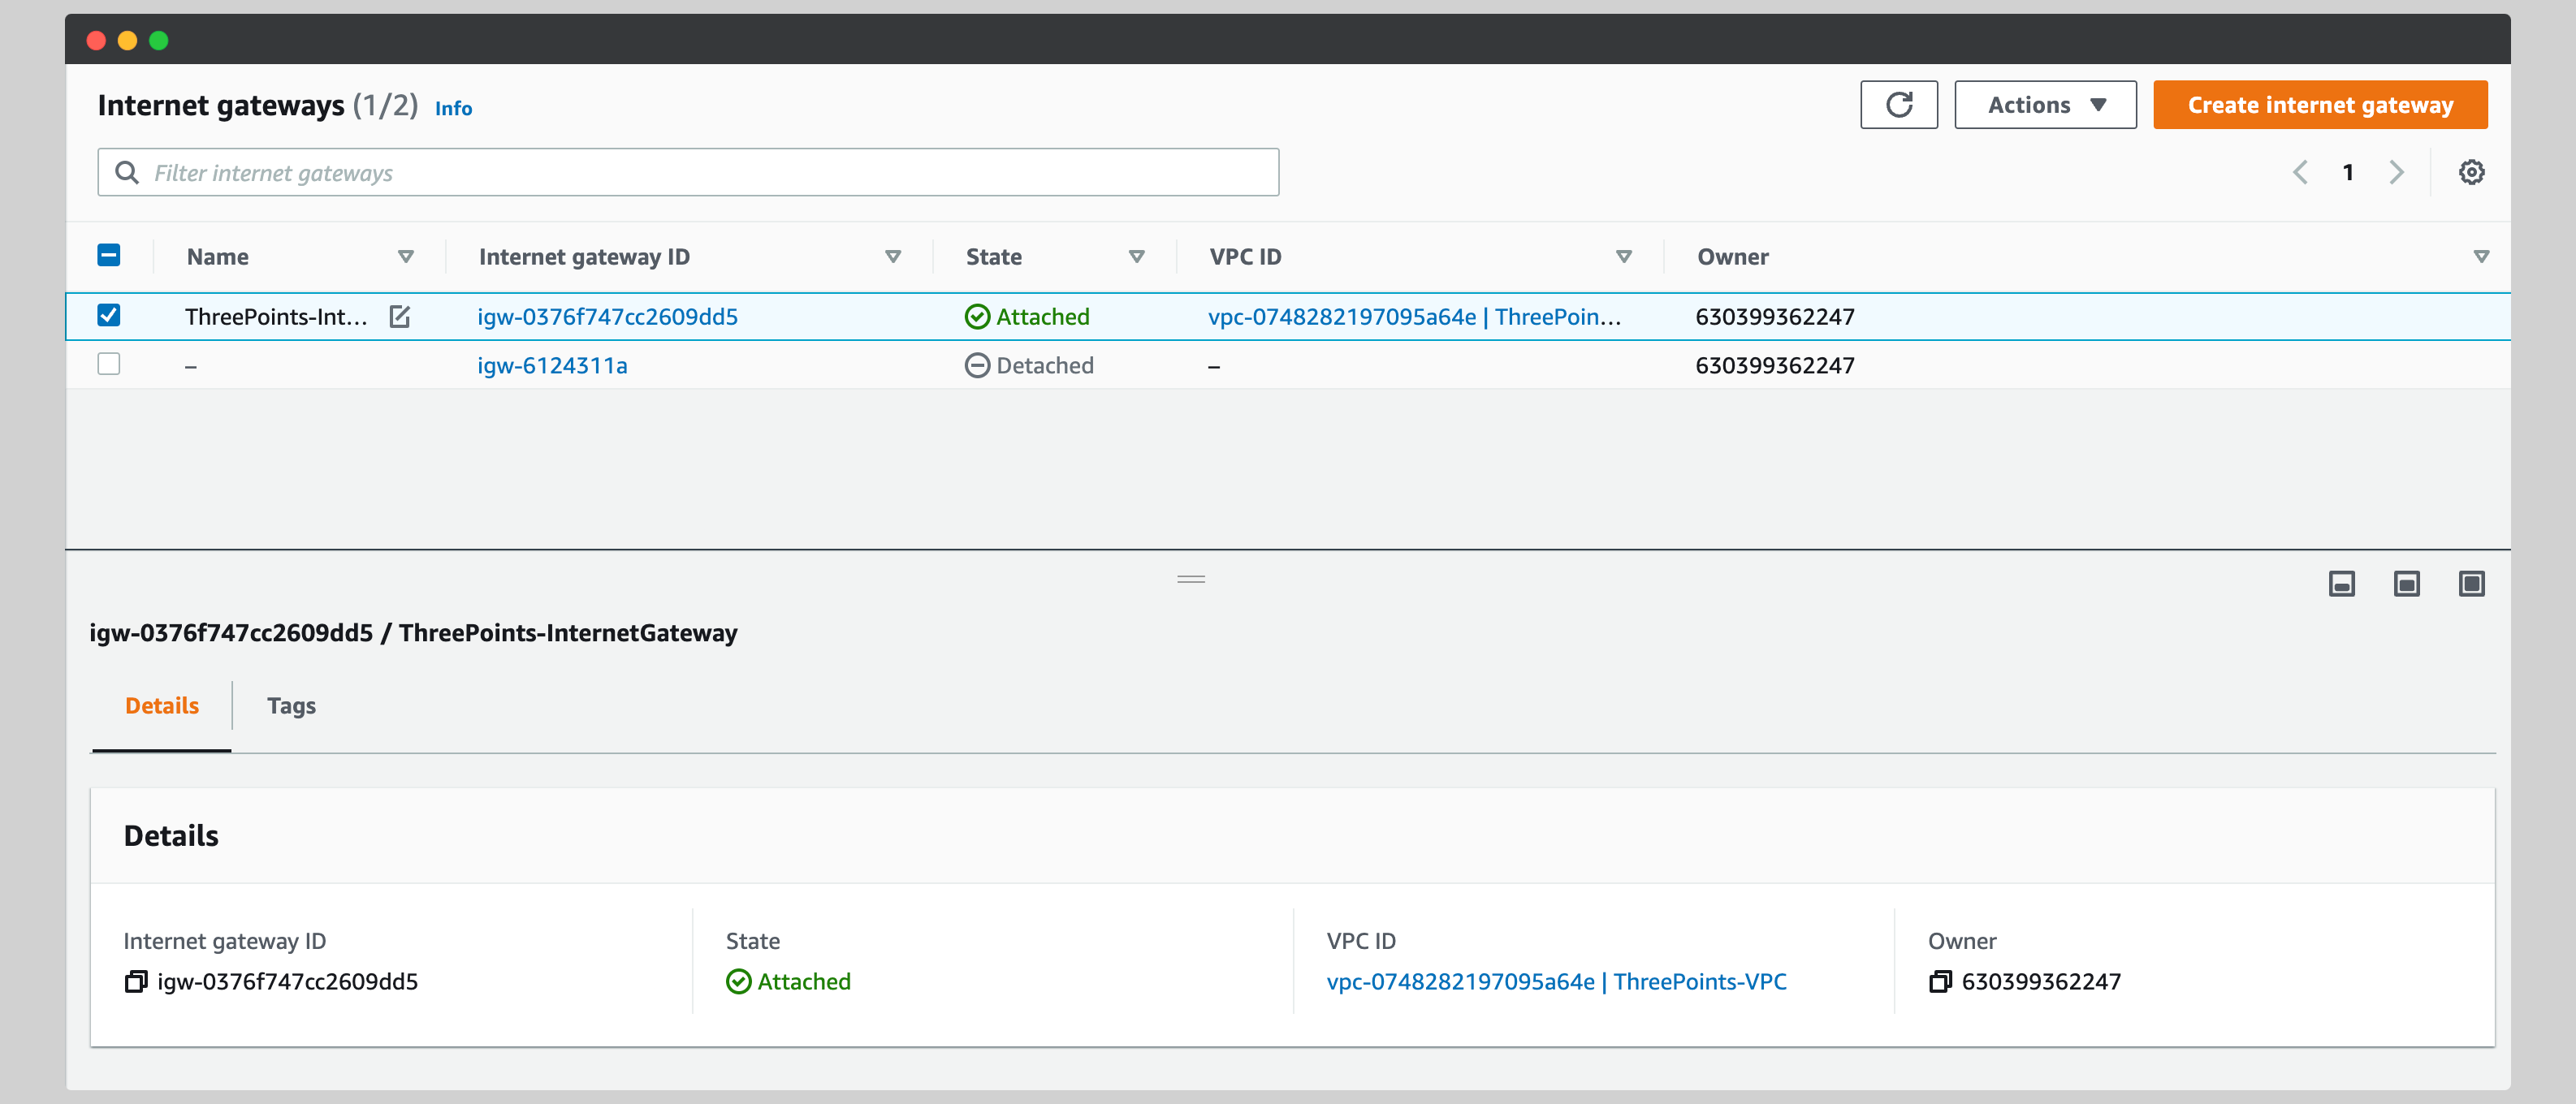 Internet gateways (1/2) Info
Actions
Create internet gateway
Filter internet gateways
1
Name Internet gateway ID State VPC ID Owner
ThreePoints-Int... igw-0376f747cc2609dd5 Attached vpc-0748282197095a64e | ThreePoin... 630399362247
– igw-6124311a Detached – 630399362247
igw-0376f747cc2609dd5 / ThreePoints-InternetGateway
Details Tags
Details
Internet gateway ID State VPC ID Owner
igw-0376f747cc2609dd5 Attached vpc-0748282197095a64e | ThreePoints-VPC 630399362247